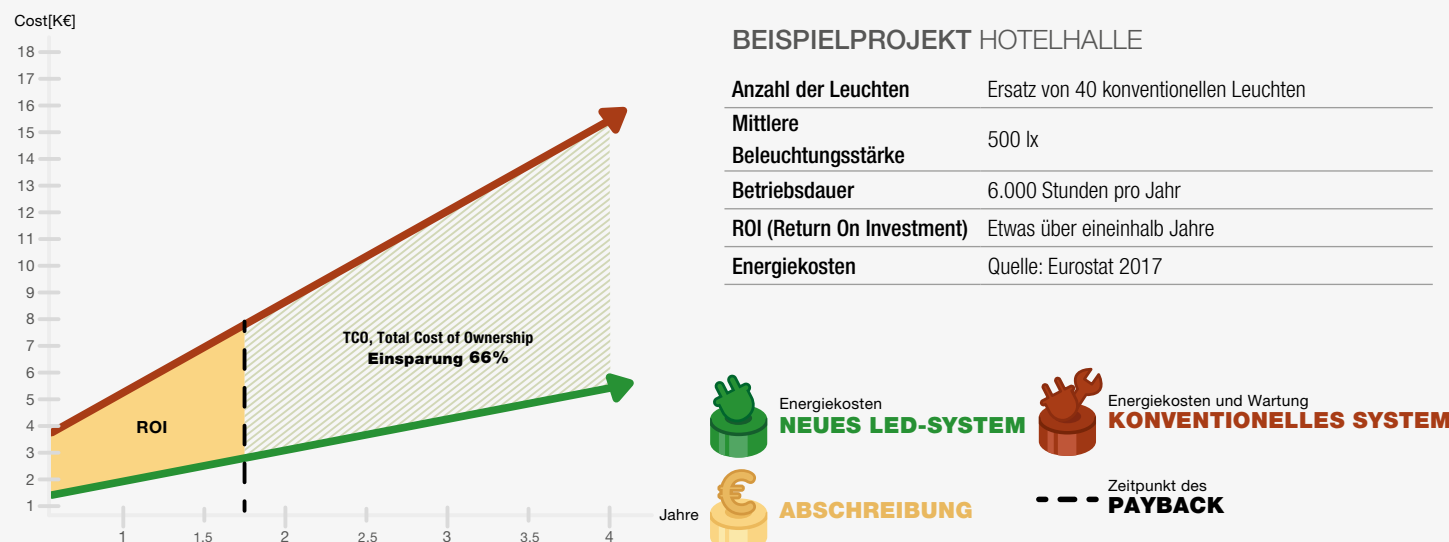 Cost[K€]
18
17
16
15
14
13
12
11
10
9
8
7
6
5
4
3
2
1
TCO, Total Cost of Ownership
Einsparung 66%
ROI
Jahre
1
1.5
2
2.5
3
3.5
4
BEISPIELPROJEKT HOTELHALLE
Anzahl der Leuchten Ersatz von 40 konventionellen Leuchten
Mittlere
Beleuchtungsstärke 500 lx
Betriebsdauer 6.000 Stunden pro Jahr
ROI (Return On Investment) Etwas über eineinhalb Jahre
Energiekosten Quelle: Eurostat 2017
Energiekosten
NEUES LED-SYSTEM
Energiekosten und Wartung
KONVENTIONELLES SYSTEM
€
ABSCHREIBUNG
Zeitpunkt des
PAYBACK